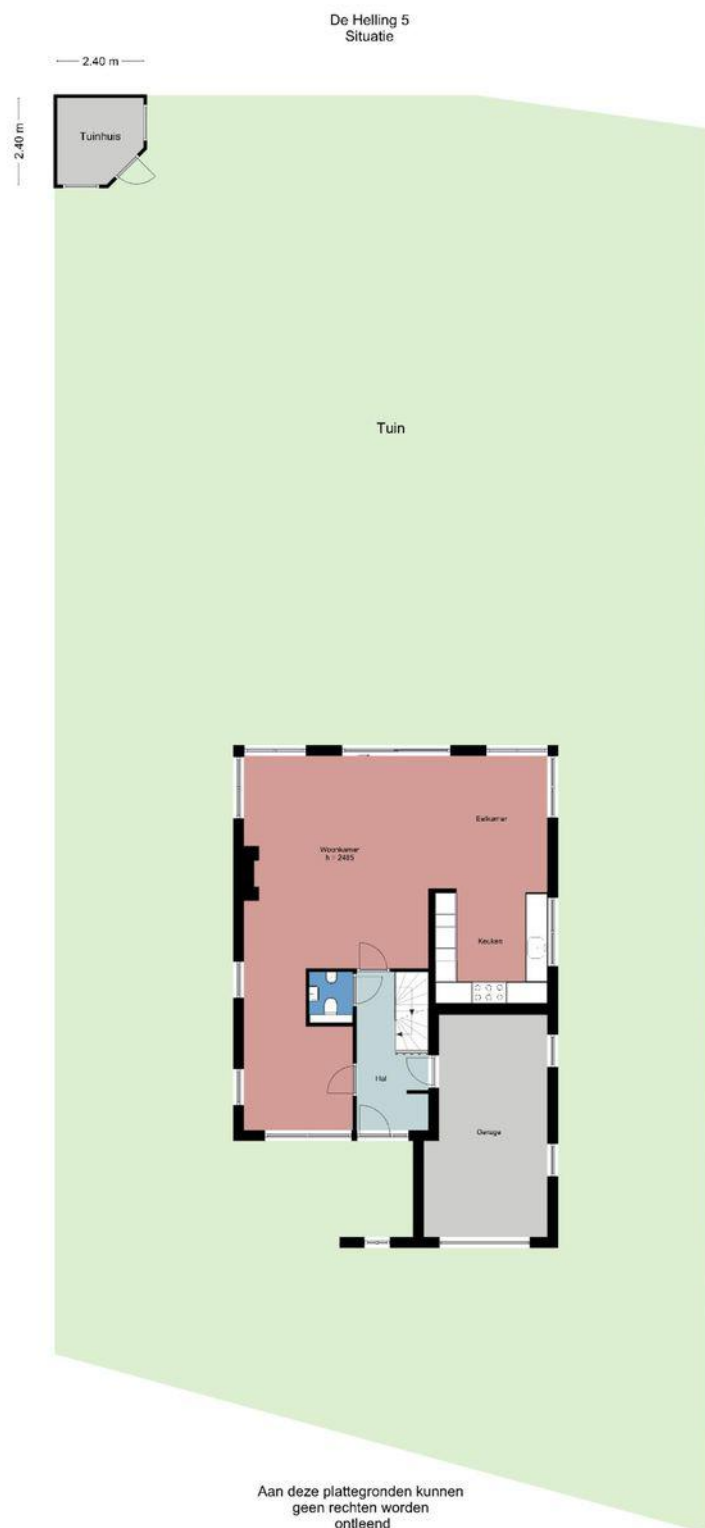 De Helling 5
Situatie
2.40 m
2.40 m
Tuinhuis
Tuin
Eetkamer
Woonkamer
h = 2485
Keuken
Hal
Garage
Aan deze plattegronden kunnen
geen rechten worden
ontleend